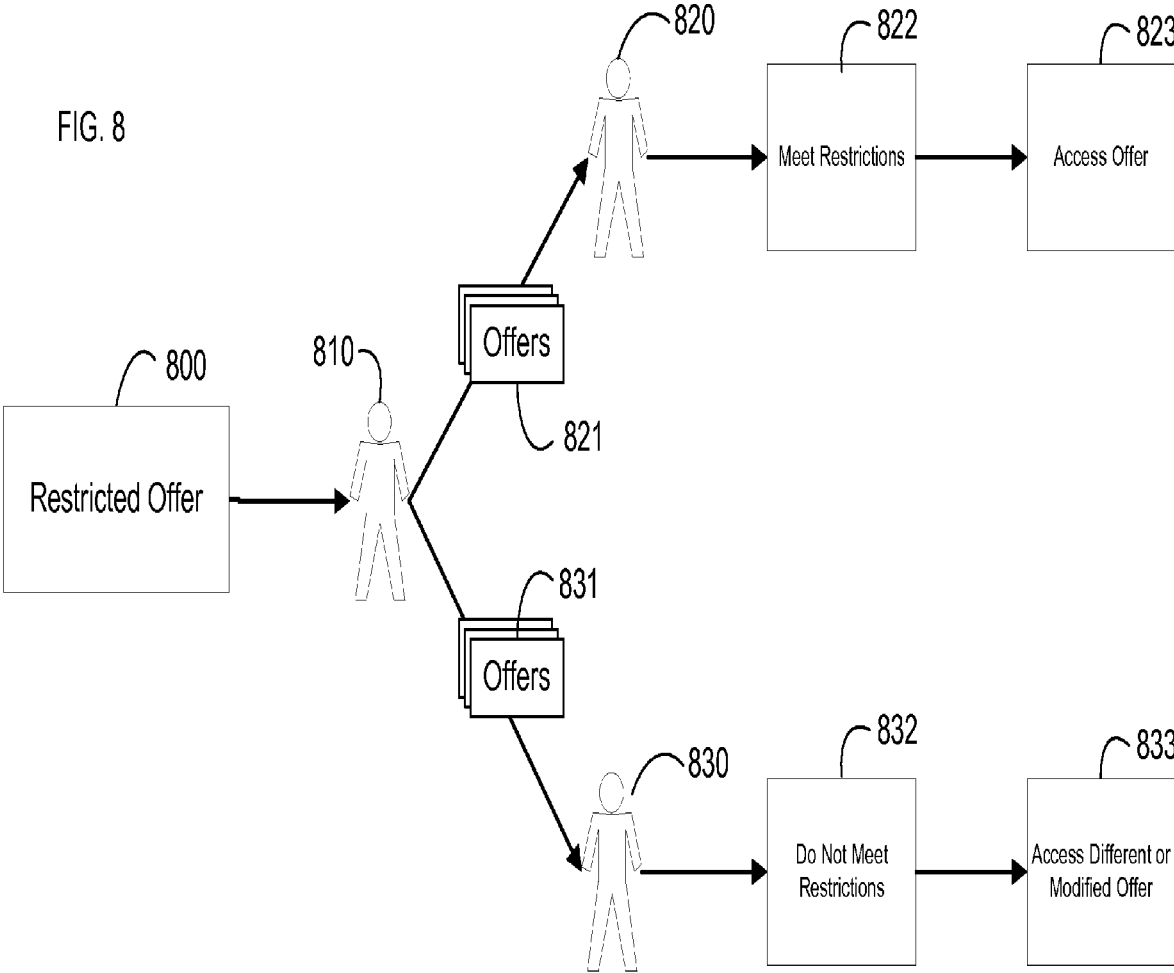 FIG. 8
820
822
823
Meet Restrictions
Access Offer
Offers
821
800
810
Restricted Offer
831
Offers
830
832
833
Do Not Meet
Restrictions
Access Different or
Modified Offer